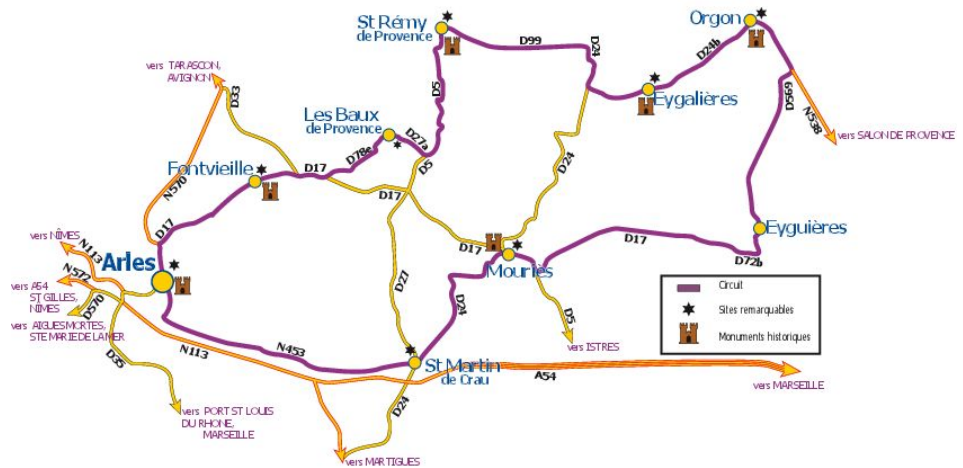 St Rémy
de Provence
Orgon
D99
D24
D24b
vers TARASCON,
AVIGNON
D33
D5
Eygalières
D569
N538
Les Baux
de Provence
D27a
vers SALON DE PROVENCE
D78e
D5
D24
Fontvieille
D17
D17
N570
D17
vers NÎMES
N113
D17
Eyguières
D17
D72b
Arles
N572
Mouriès
vers A54
ST GILLES,
NÎMES
D570
D27
D24
Circuit
Sites remarquables
Monuments historiques
vers AIGUES MORTES,
STE MARIE DE LA MER
D5
vers ISTRES
N113
N453
D35
St Martin
de Crau
A54
vers MARSEILLE
D24
vers PORT ST LOUIS
DU RHONE,
MARSEILLE
vers MARTIGUES